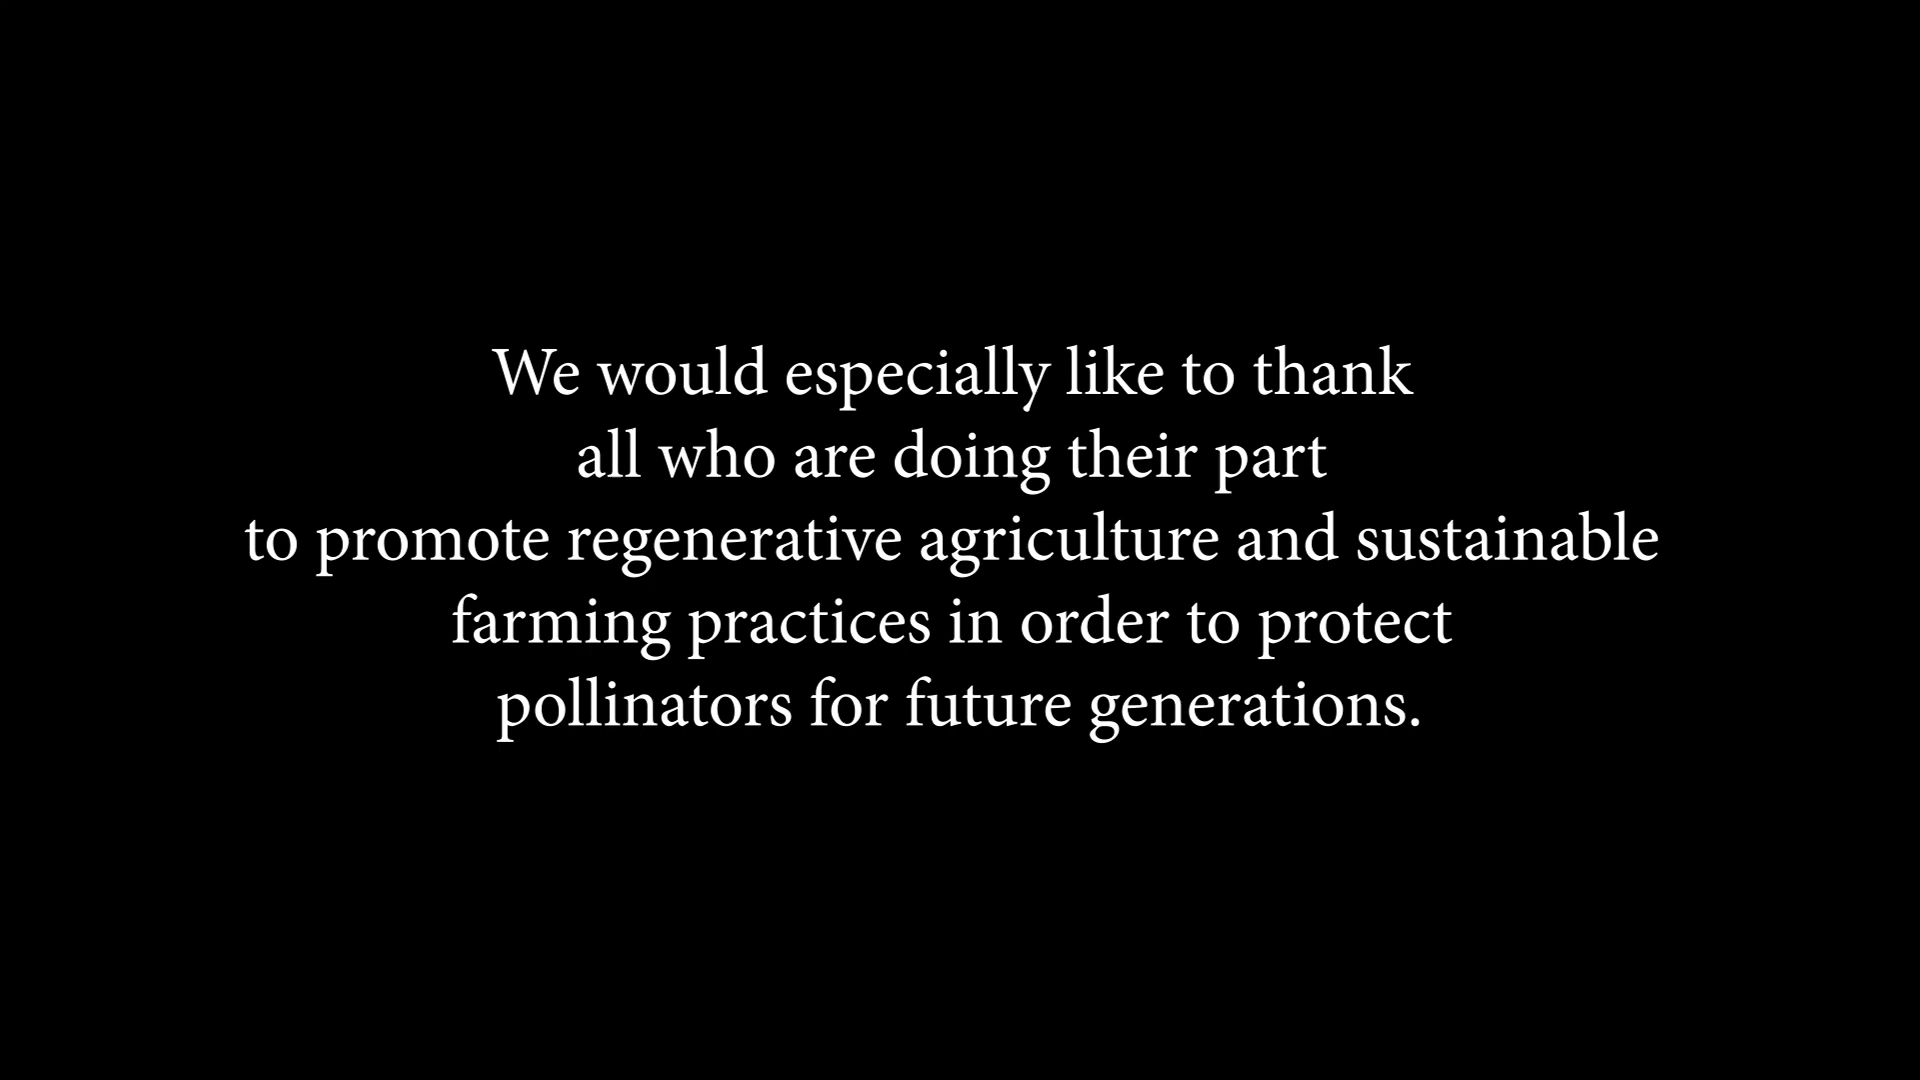 We would especially like to thank
all who are doing their part
to promote regenerative agriculture and sustainable
farming practices in order to protect
pollinators for future generations.